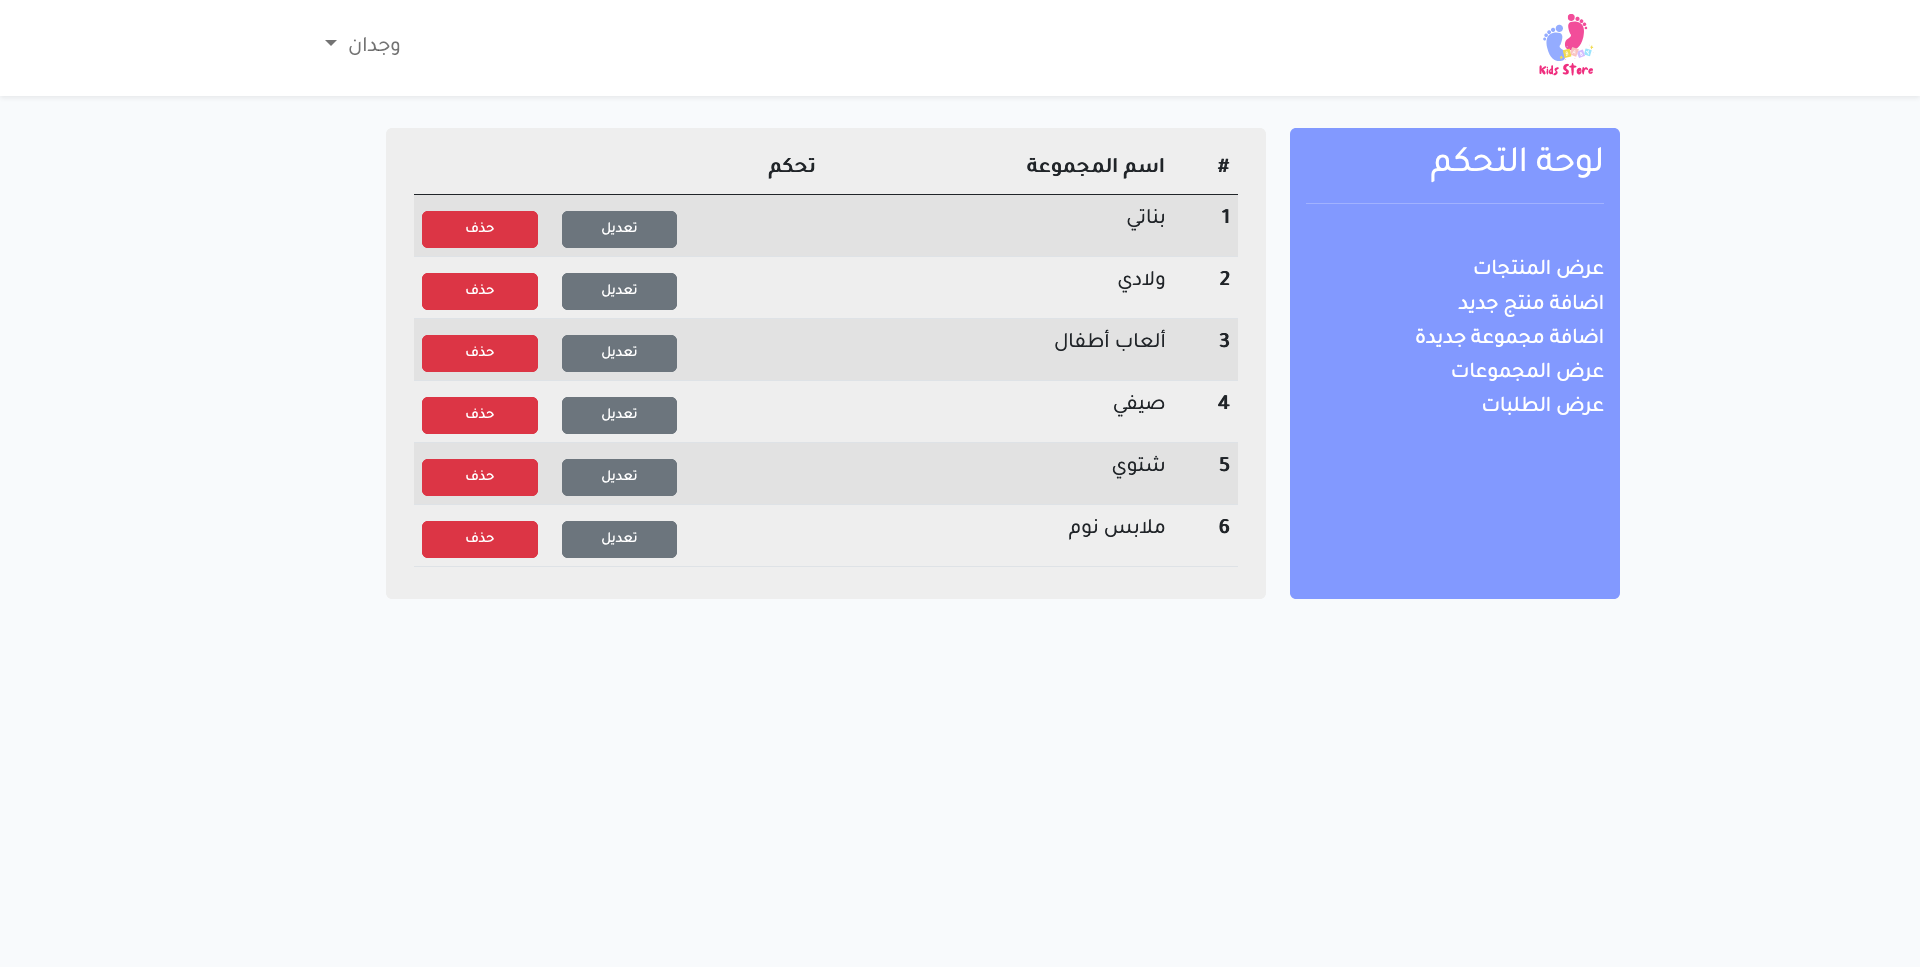 Kids Store
وجدان
لوحة التحكم
عرض المنتجات
اضافة منتج جديد
اضافة مجموعة جديدة
عرض المجموعات
عرض الطلبات
# اسم المجموعة تحكم
1 بناتي تعديل حذف
2 ولادي تعديل حذف
3 ألعاب أطفال تعديل حذف
4 صيفي تعديل حذف
5 شتوي تعديل حذف
6 ملابس نوم تعديل حذف